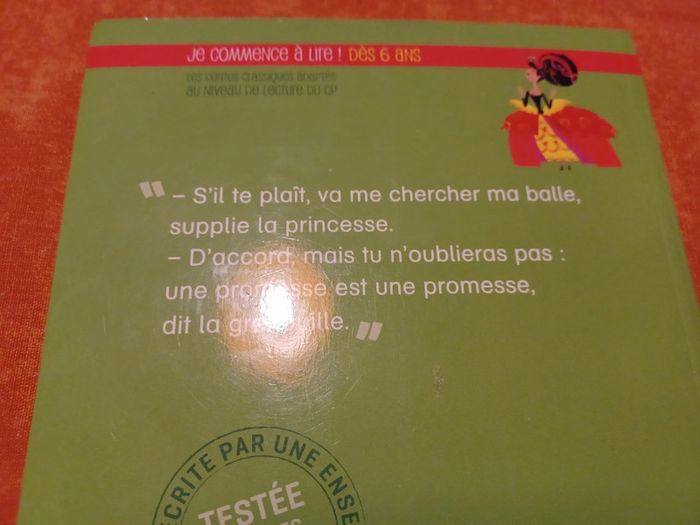 Je commence à lire ! Dès 6 ans
Les contes classiques adaptés
au niveau de lecture du CP
" – S'il te plaît, va me chercher ma balle,
supplie la princesse.
– D'accord, mais tu n'oublieras pas :
une promesse est une promesse,
dit la grenouille. "
PAR UNE
TESTÉE